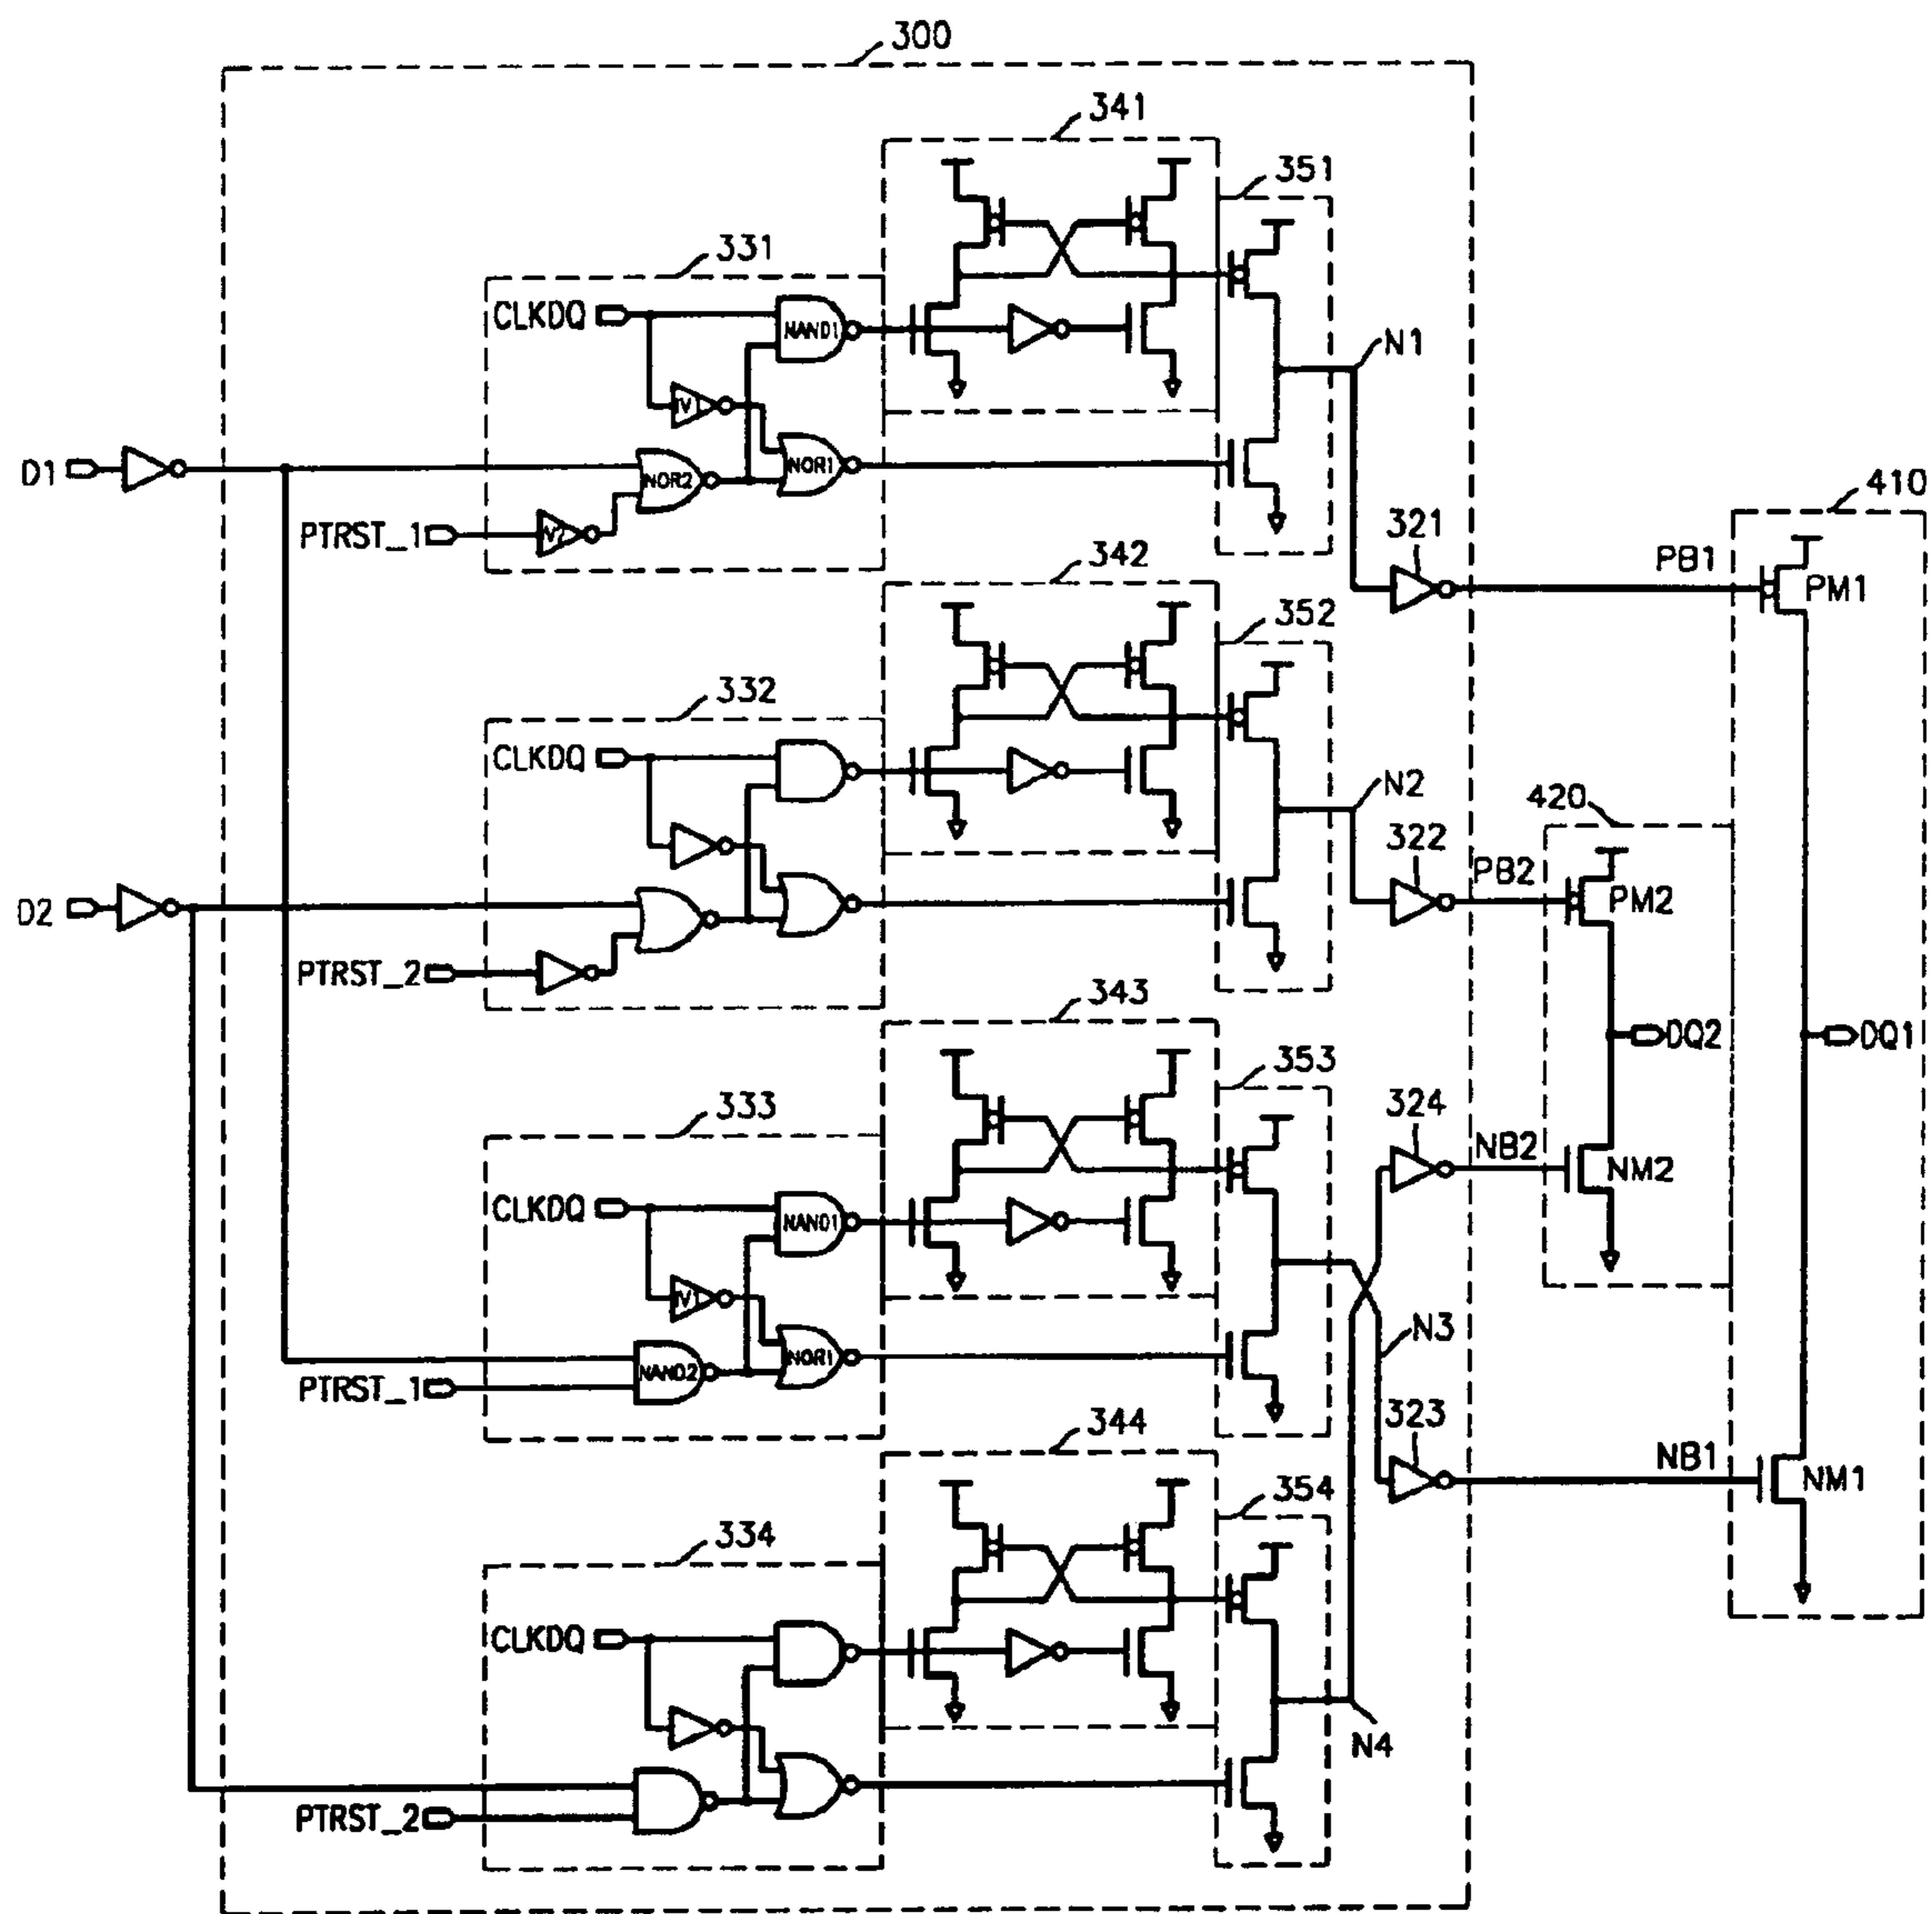 300
341
351
331
CLKDQ
NAND1
N1
IV1
D1
NOR2
NOR1
410
PTRST_1
321
PB1
PM1
342
352
332
CLKDQ
N2
420
322
PB2
PM2
D2
PTRST_2
343
353
DQ2
DQ1
333
324
NB2
NM2
CLKDQ
NAND1
IV1
N3
NAND2
NOR1
PTRST_1
323
344
NB1
NM1
354
334
CLKDQ
N4
PTRST_2